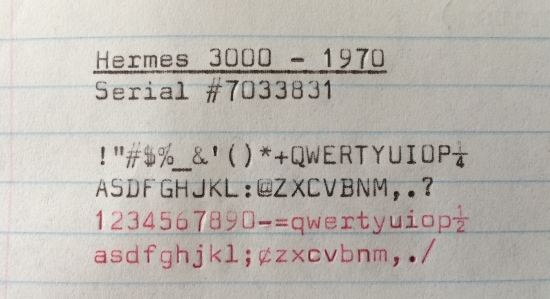 Hermes 3000 - 1970
Serial #7033831
!"#$%_&'()*+QWERTYUIOP¼
ASDFGHJKL:@ZXCVBNM,.?
1234567890-=qwertyuiop½
asdfghjkl;¢zxcvbnm,./